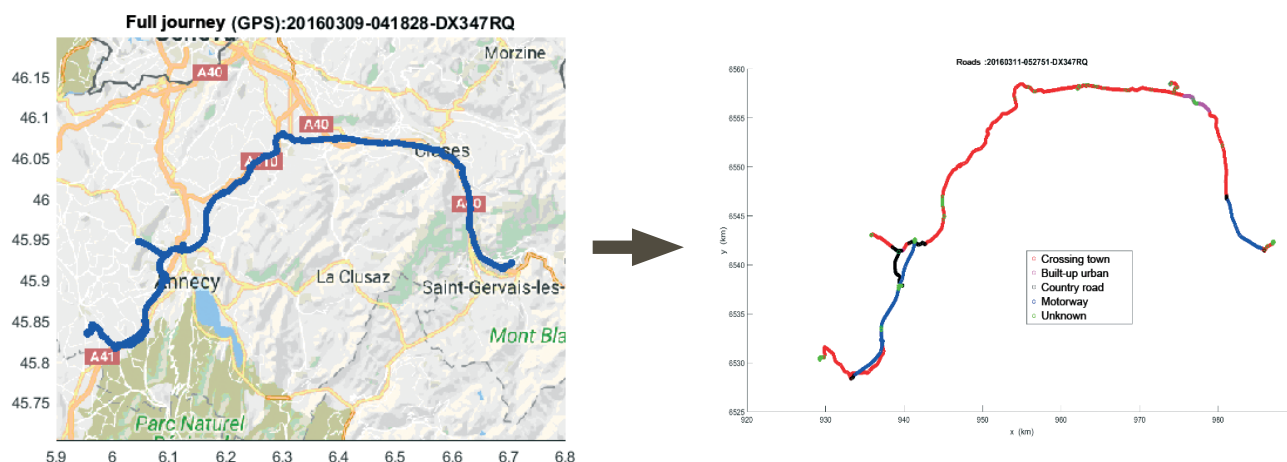 Full journey (GPS):20160309-041828-DX347RQ
Geneva
Morzine
A40
A40
Cluses
A410
A40
Annecy
La Clusaz
Saint-Gervais-les-
Mont Bla
A41
Parc Naturel
46.15
46.1
46.05
46
45.95
45.9
45.85
45.8
45.75
5.9 6 6.1 6.2 6.3 6.4 6.5 6.6 6.7 6.8
Roads :20160311-052751-DX347RQ
6560
6555
6550
6545
6540
6535
6530
6525
y (km)
Crossing town
Built-up urban
Country road
Motorway
Unknown
920 930 940 950 960 970 980
x (km)